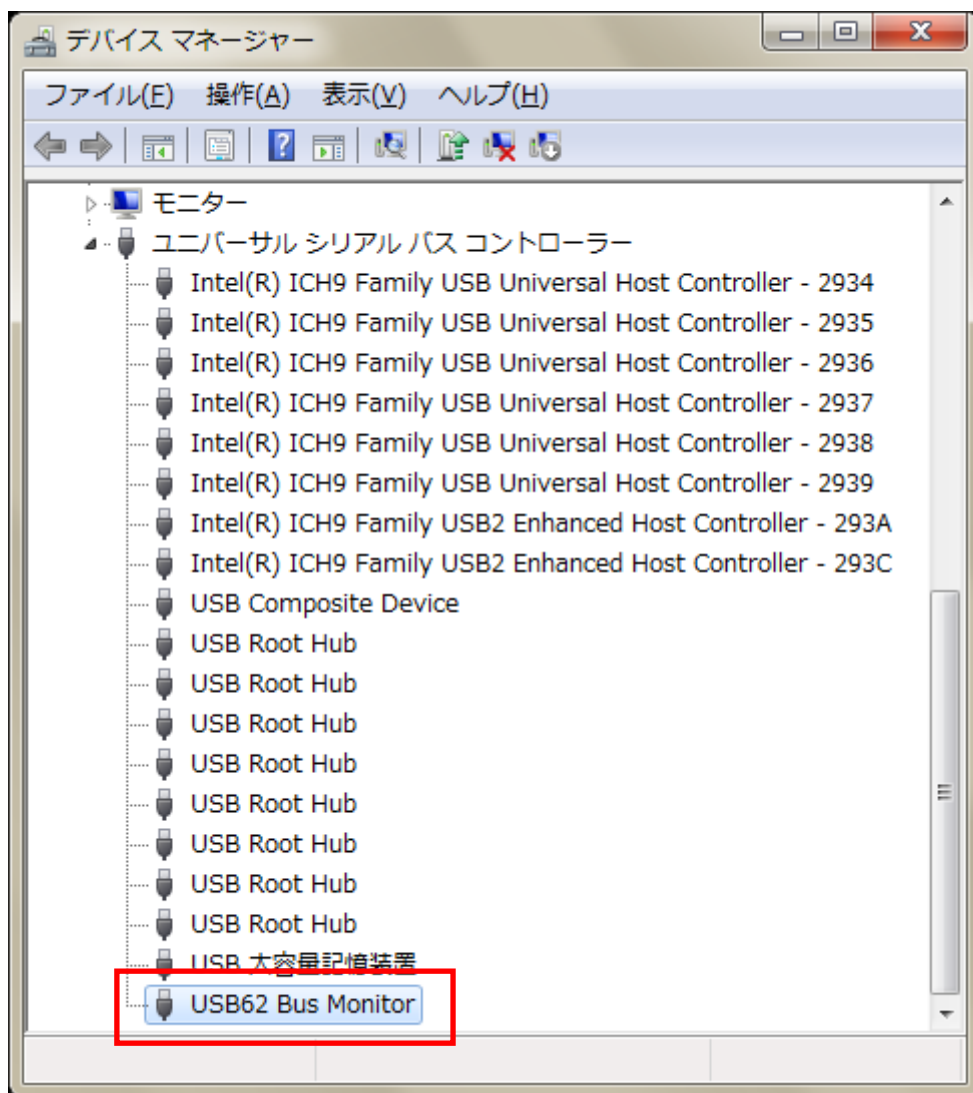 デバイス マネージャー
ファイル(F) 操作(A) 表示(V) ヘルプ(H)
モニター
ユニバーサル シリアル バス コントローラー
Intel(R) ICH9 Family USB Universal Host Controller - 2934
Intel(R) ICH9 Family USB Universal Host Controller - 2935
Intel(R) ICH9 Family USB Universal Host Controller - 2936
Intel(R) ICH9 Family USB Universal Host Controller - 2937
Intel(R) ICH9 Family USB Universal Host Controller - 2938
Intel(R) ICH9 Family USB Universal Host Controller - 2939
Intel(R) ICH9 Family USB2 Enhanced Host Controller - 293A
Intel(R) ICH9 Family USB2 Enhanced Host Controller - 293C
USB Composite Device
USB Root Hub
USB Root Hub
USB Root Hub
USB Root Hub
USB Root Hub
USB Root Hub
USB Root Hub
USB Root Hub
USB 大容量記憶装置
USB62 Bus Monitor